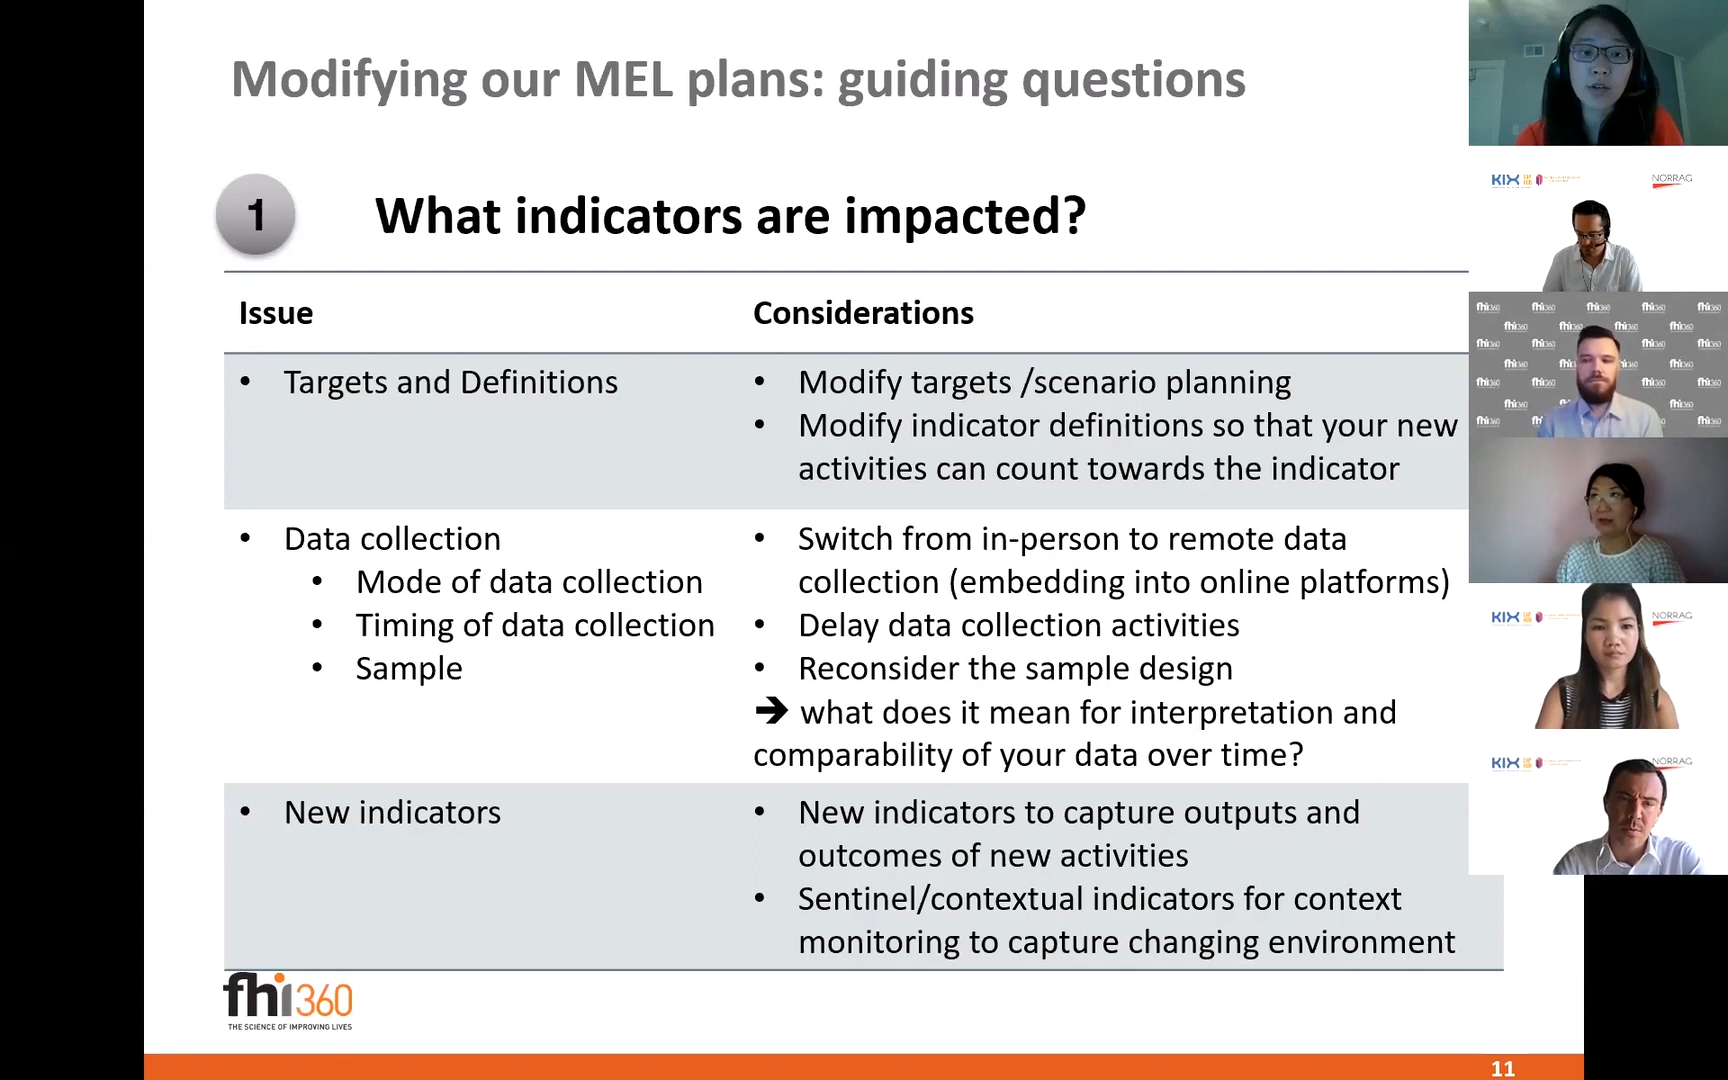 Modifying our MEL plans: guiding questions
1
What indicators are impacted?
Issue
Considerations
• Targets and Definitions
• Modify targets /scenario planning
• Modify indicator definitions so that your new
activities can count towards the indicator
• Data collection
• Mode of data collection
• Timing of data collection
• Sample
• Switch from in-person to remote data
collection (embedding into online platforms)
• Delay data collection activities
• Reconsider the sample design
➔ what does it mean for interpretation and
comparability of your data over time?
• New indicators
• New indicators to capture outputs and
outcomes of new activities
• Sentinel/contextual indicators for context
monitoring to capture changing environment
fhi360
THE SCIENCE OF IMPROVING LIVES
11
KIX
NORRAG
fhi360
KIX
NORRAG
KIX
NORRAG